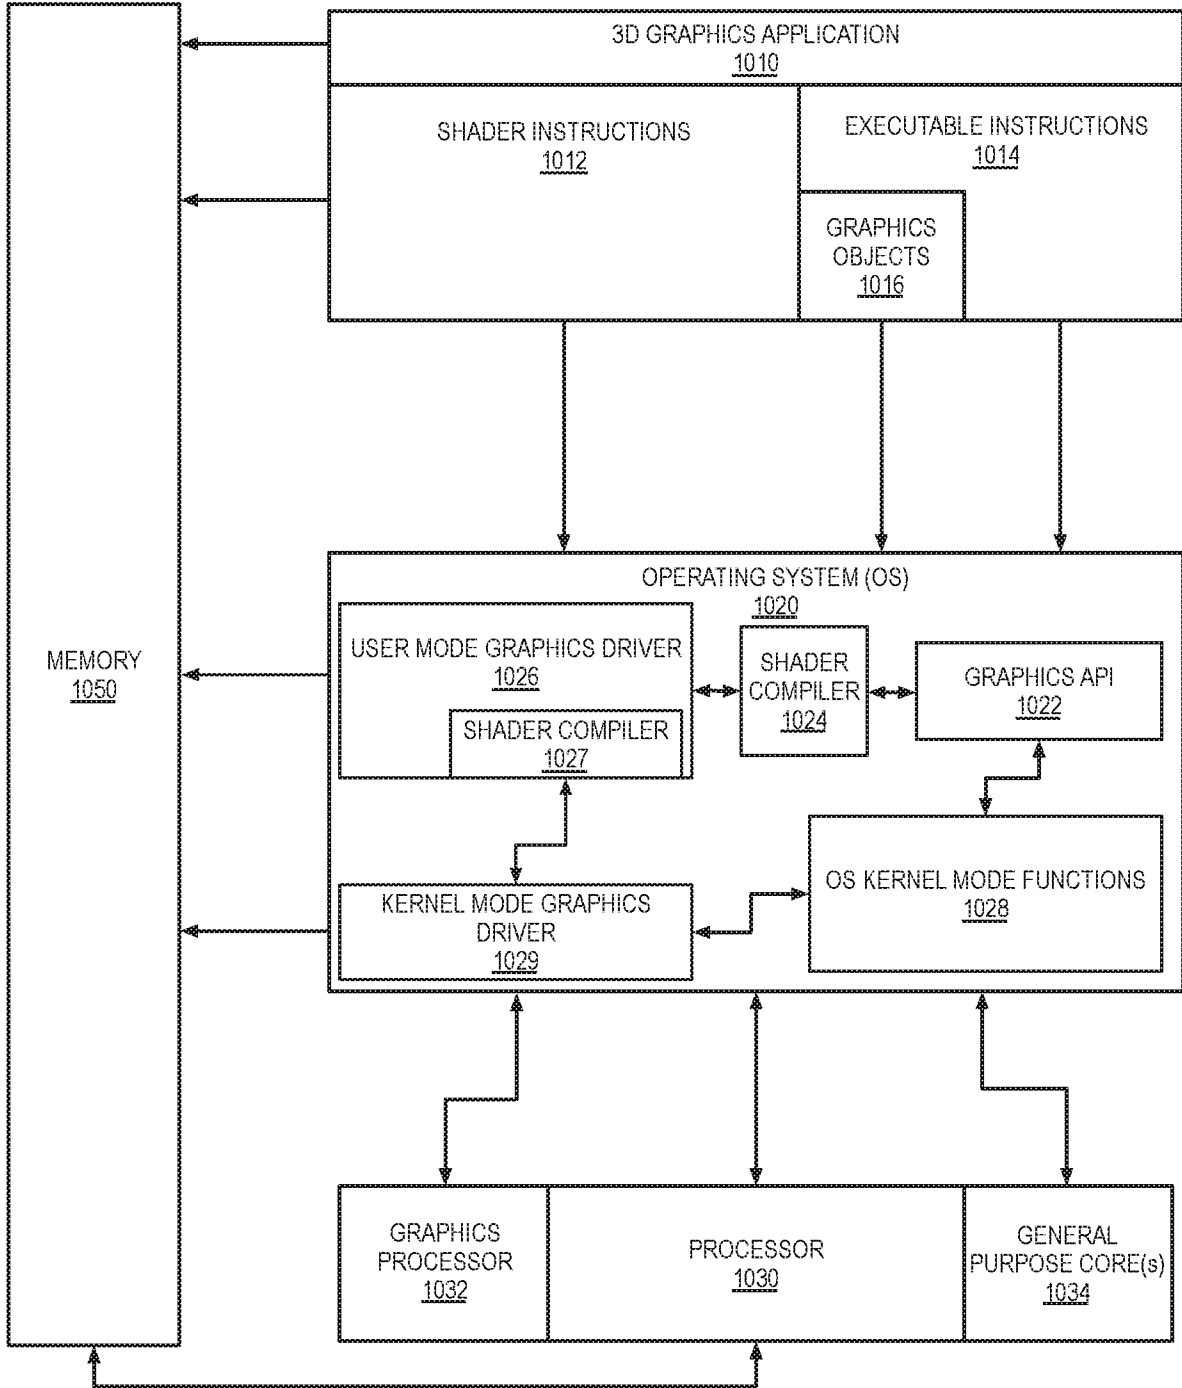 3D GRAPHICS APPLICATION
1010
SHADER INSTRUCTIONS
1012
EXECUTABLE INSTRUCTIONS
1014
GRAPHICS
OBJECTS
1016
MEMORY
1050
OPERATING SYSTEM (OS)
1020
USER MODE GRAPHICS DRIVER
1026
SHADER COMPILER
1027
SHADER
COMPILER
1024
GRAPHICS API
1022
KERNEL MODE GRAPHICS
DRIVER
1029
OS KERNEL MODE FUNCTIONS
1028
GRAPHICS
PROCESSOR
1032
PROCESSOR
1030
GENERAL
PURPOSE CORE(s)
1034